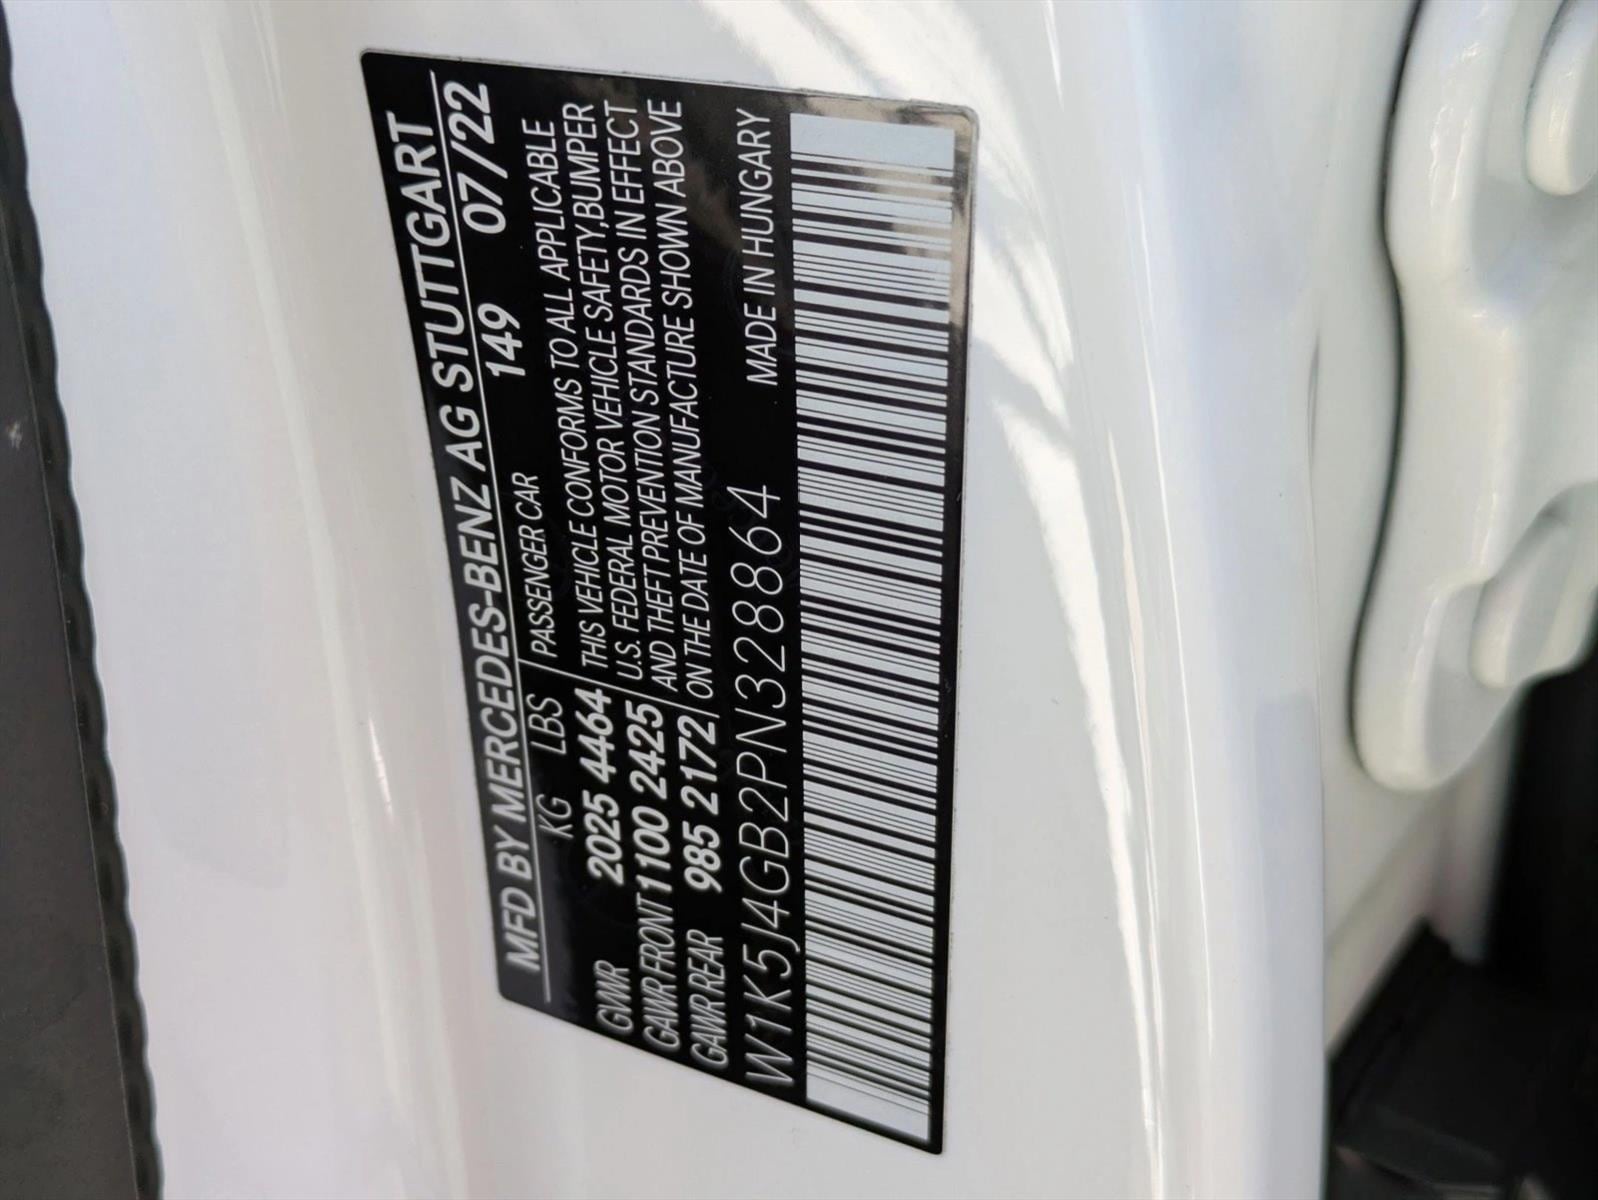 MFD BY MERCEDES-BENZ AG STUTTGART
149 07/22
KG LBS
GVWR 2025 4464
GAWR FRONT 1100 2425
GAWR REAR 985 2172
PASSENGER CAR
THIS VEHICLE CONFORMS TO ALL APPLICABLE
U.S. FEDERAL MOTOR VEHICLE SAFETY, BUMPER
AND THEFT PREVENTION STANDARDS IN EFFECT
ON THE DATE OF MANUFACTURE SHOWN ABOVE
W1K5J4GB2PN328864 MADE IN HUNGARY